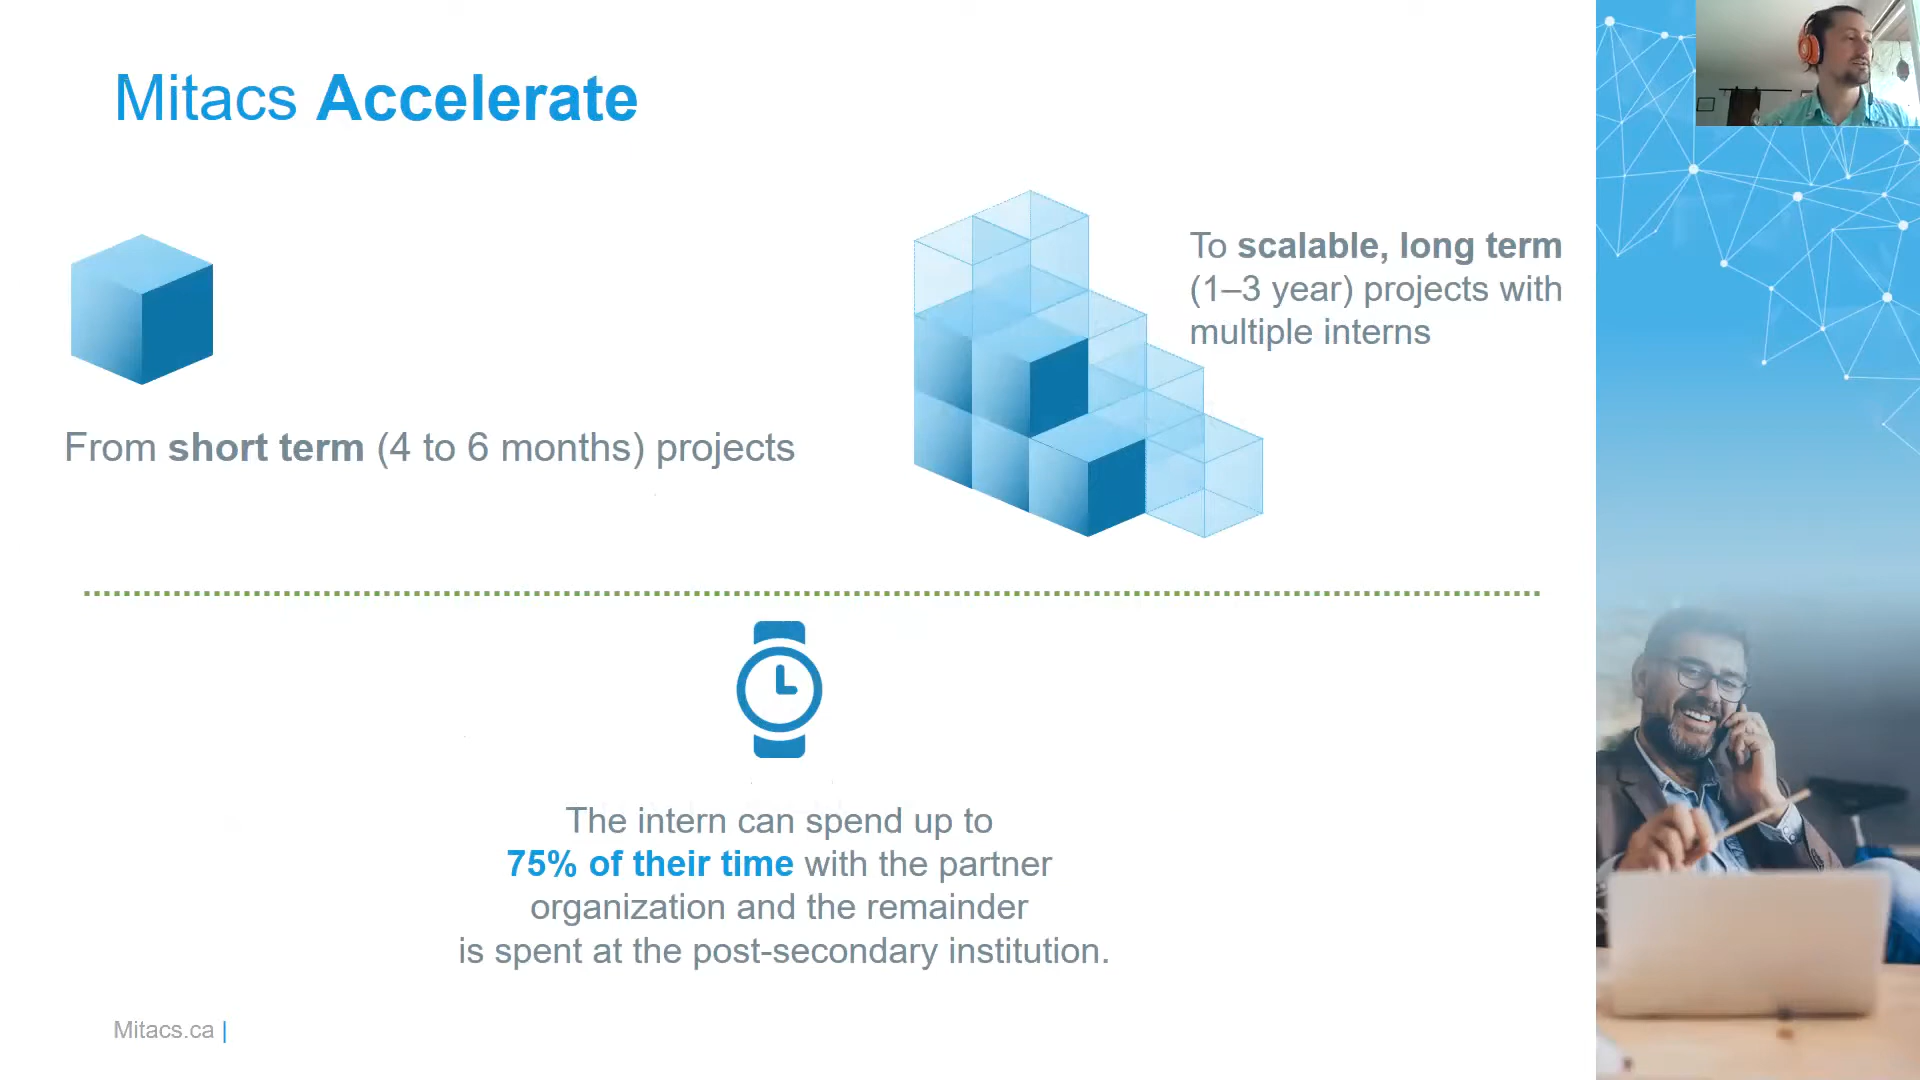 Mitacs Accelerate
From short term (4 to 6 months) projects
To scalable, long term
(1–3 year) projects with
multiple interns
The intern can spend up to
75% of their time with the partner
organization and the remainder
is spent at the post-secondary institution.
Mitacs.ca |